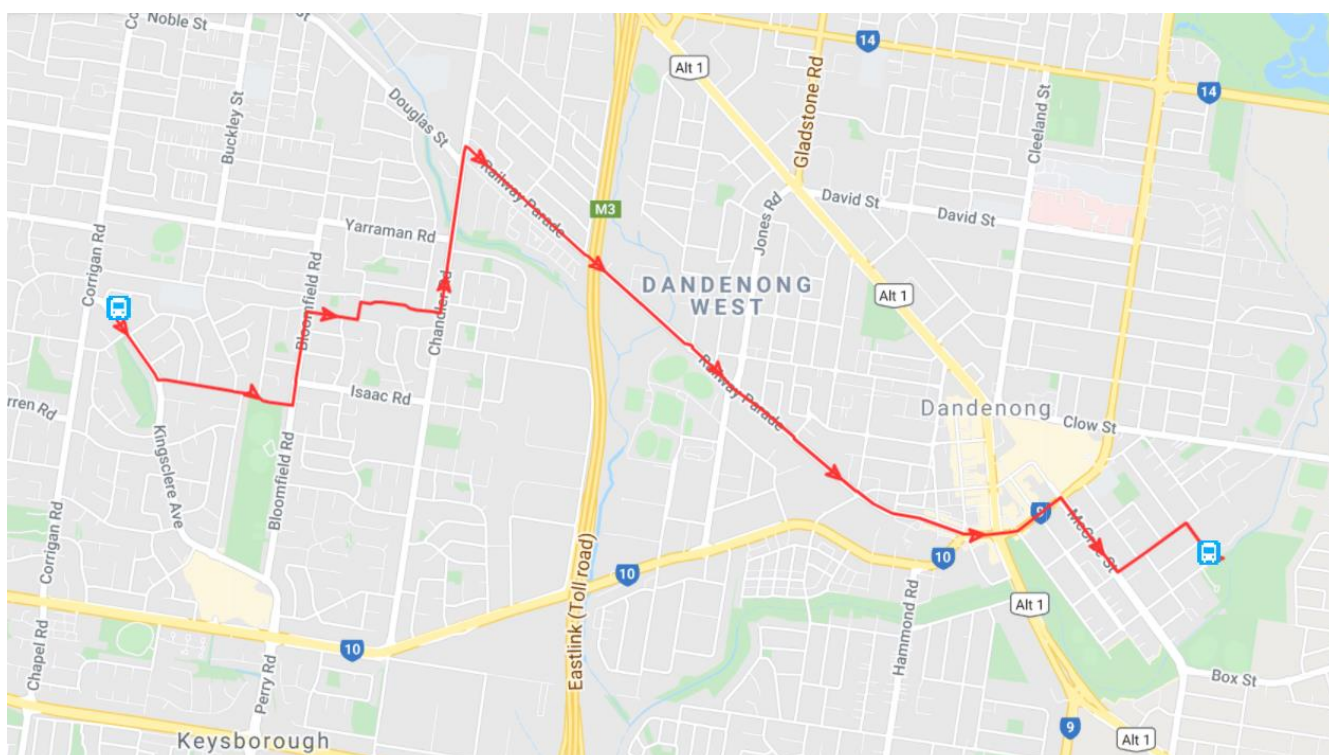 Noble St
Co
14
Alt 1
Gladstone Rd
14
Buckley St
Douglas St
Cleeland St
Railway Parade
M3
David St
David St
Jones Rd
Yarraman Rd
Corrigan Rd
Bloomfield Rd
Chandler Rd
DANDENONG
WEST
Alt 1
Railway Parade
Isaac Rd
rren Rd
Dandenong
Clow St
Kingsclere Ave
Bloomfield Rd
Corrigan Rd
McCrae St
10
10
Eastlink (Toll road)
Hammond Rd
Alt 1
10
Chapel Rd
Perry Rd
Box St
9
Alt 1
Keysborough